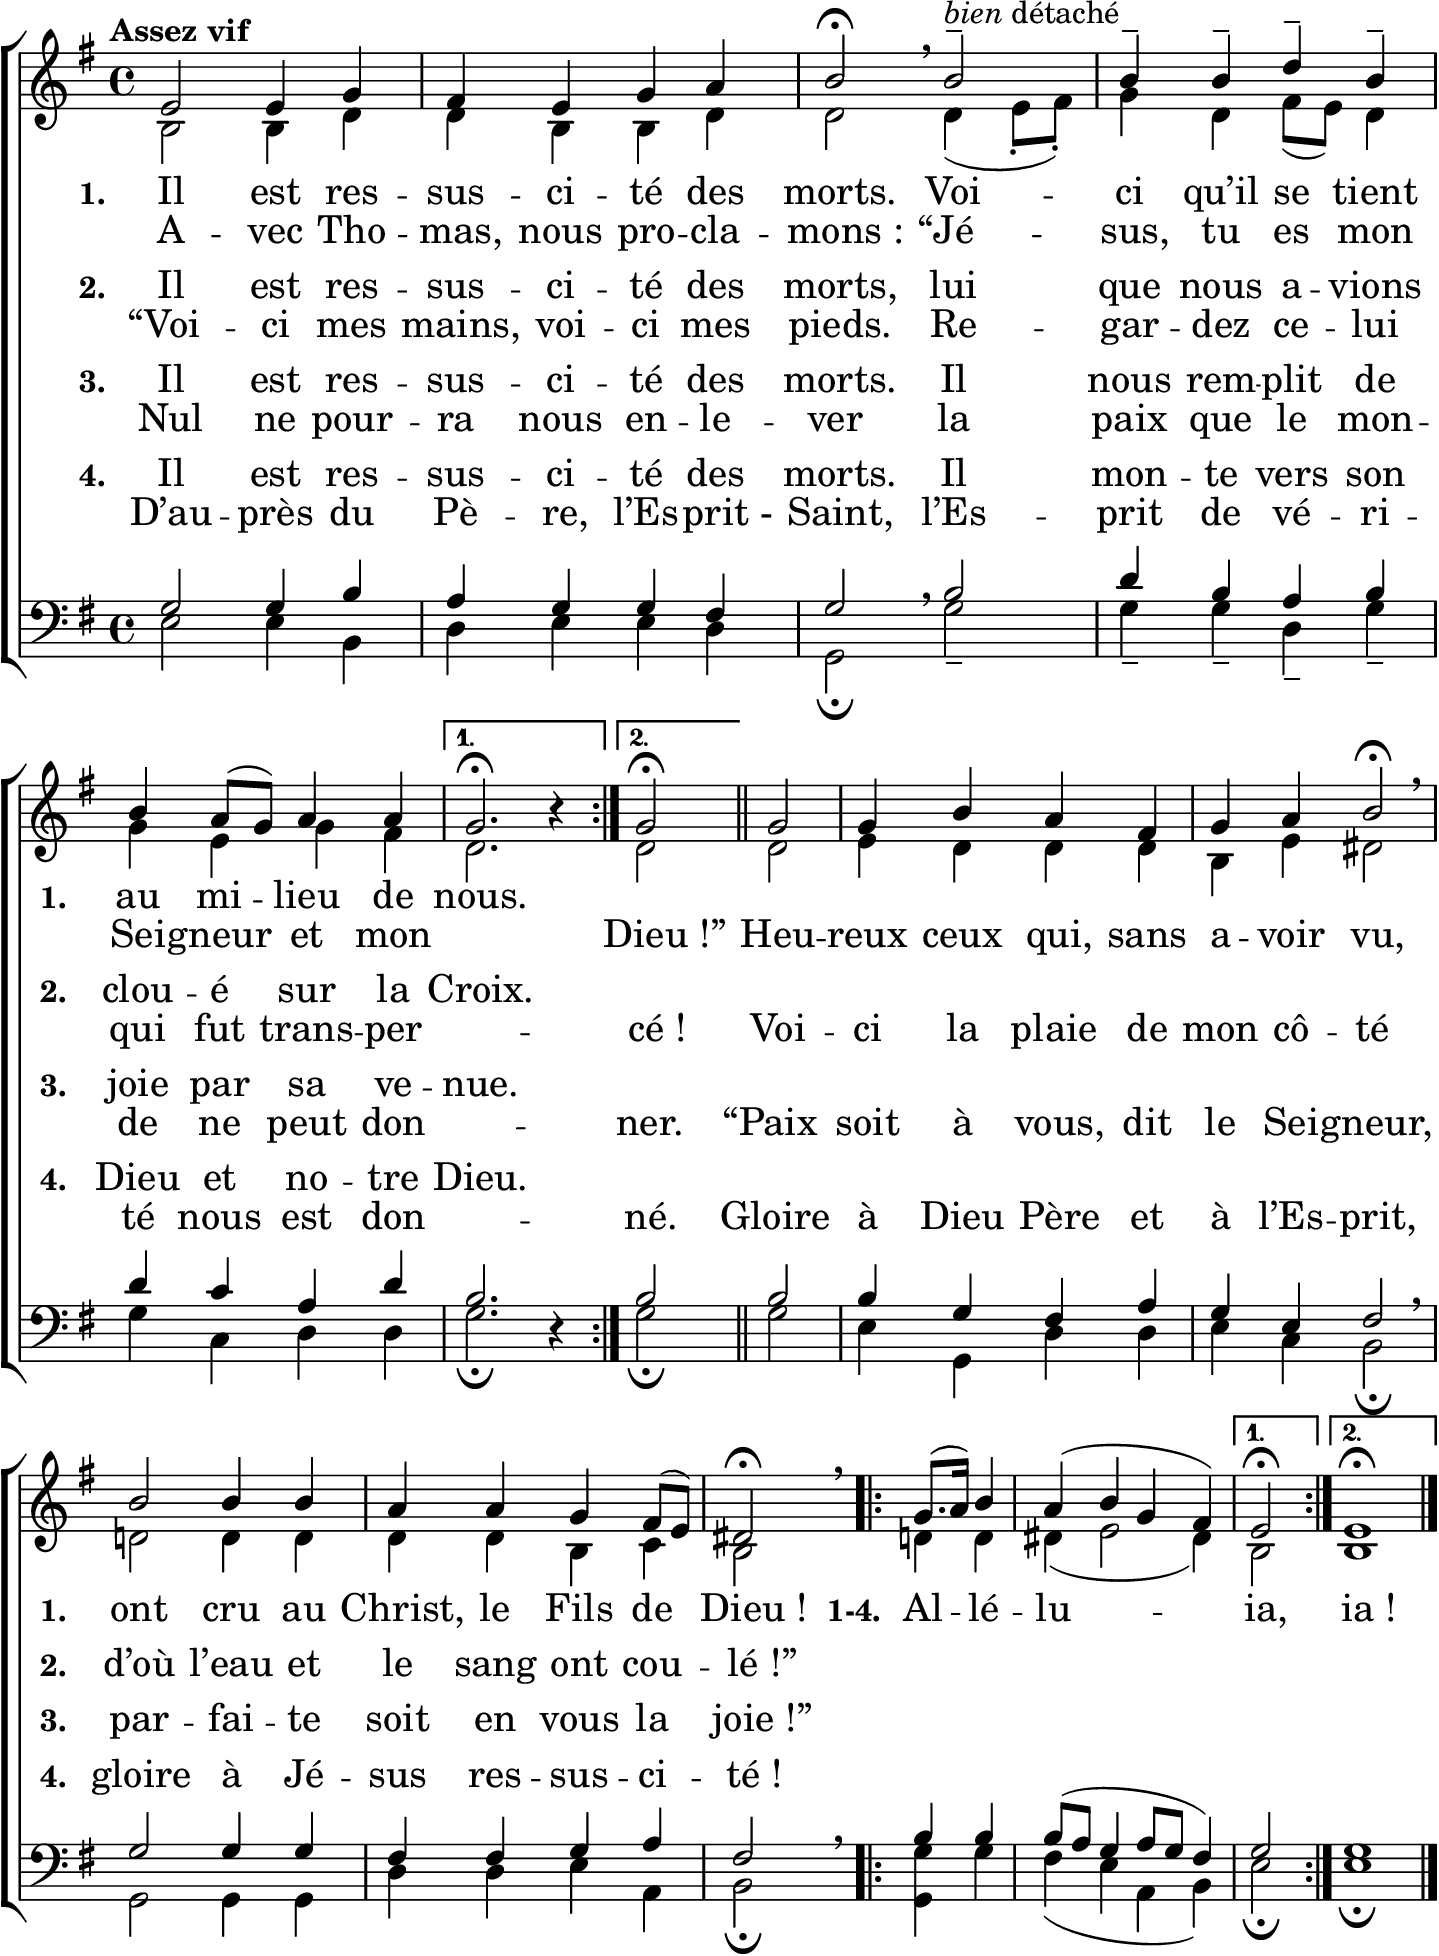 Assez vif
bien détaché
1. Il est res -- sus -- ci -- té des morts. Voi -- ci qu’il se tient
A -- vec Tho -- mas, nous pro -- cla -- mons : “Jé -- sus, tu es mon
2. Il est res -- sus -- ci -- té des morts, lui que nous a -- vions
“Voi -- ci mes mains, voi -- ci mes pieds. Re -- gar -- dez ce -- lui
3. Il est res -- sus -- ci -- té des morts. Il nous rem -- plit de
Nul ne pour -- ra nous en -- le -- ver la paix que le mon --
4. Il est res -- sus -- ci -- té des morts. Il mon -- te vers son
D’au -- près du Pè -- re, l’Esprit - Saint, l’Es -- prit de vé -- ri --
1. 2.
1. au mi -- lieu de nous.
Seigneur et mon Dieu !” Heu -- reux ceux qui, sans a -- voir vu,
2. clou -- é sur la Croix.
qui fut trans -- per -- cé ! Voi -- ci la plaie de mon cô -- té
3. joie par sa ve -- nue.
de ne peut don -- ner. “Paix soit à vous, dit le Seigneur,
4. Dieu et no -- tre Dieu.
té nous est don -- né. Gloire à Dieu Père et à l’Es -- prit,
1. 2.
1. ont cru au Christ, le Fils de Dieu ! 1-4. Al -- lé -- lu -- ia, ia !
2. d’où l’eau et le sang ont cou -- lé !”
3. par -- fai -- te soit en vous la joie !”
4. gloire à Jé -- sus res -- sus -- ci -- té !